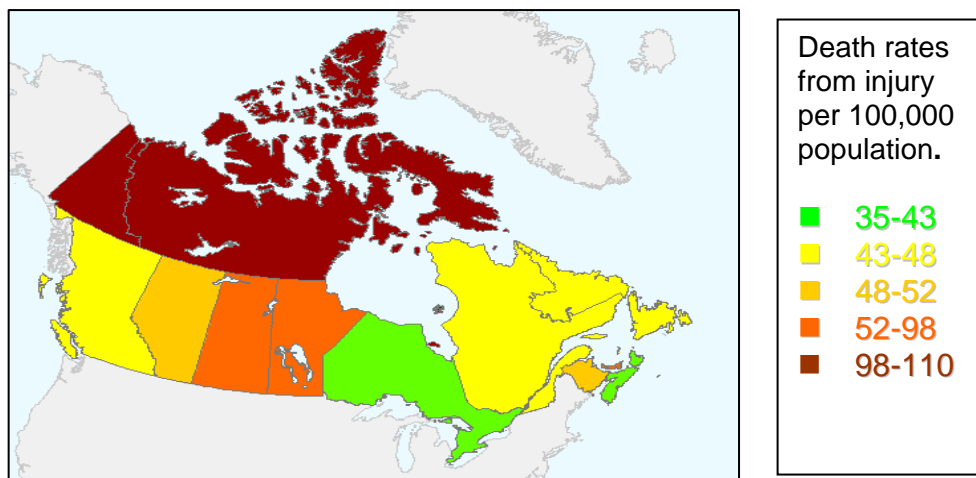 Death rates
from injury
per 100,000
population.
35-43
43-48
48-52
52-98
98-110